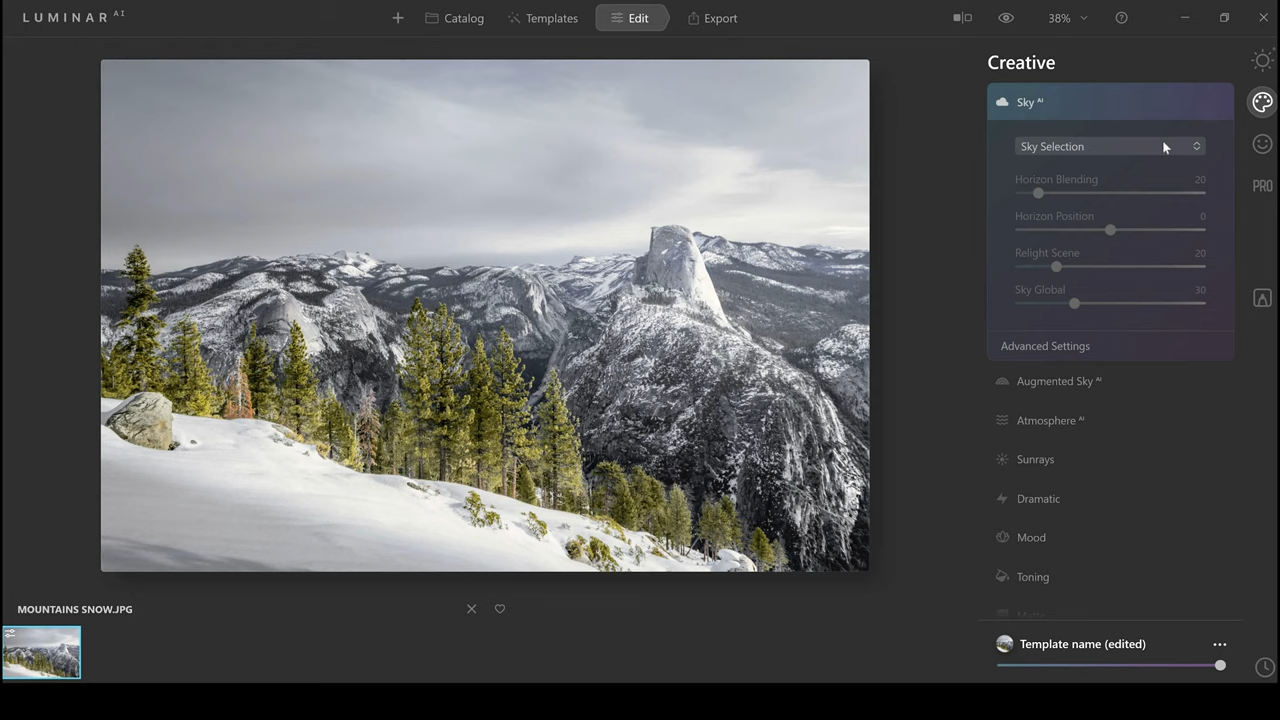 LUMINAR AI
Catalog
Templates
Edit
Export
38%
Creative
Sky AI
Sky Selection
Horizon Blending 20
Horizon Position 0
Relight Scene 20
Sky Global 30
Advanced Settings
Augmented Sky AI
Atmosphere AI
Sunrays
Dramatic
Mood
Toning
PRO
MOUNTAINS SNOW.JPG
Template name (edited)